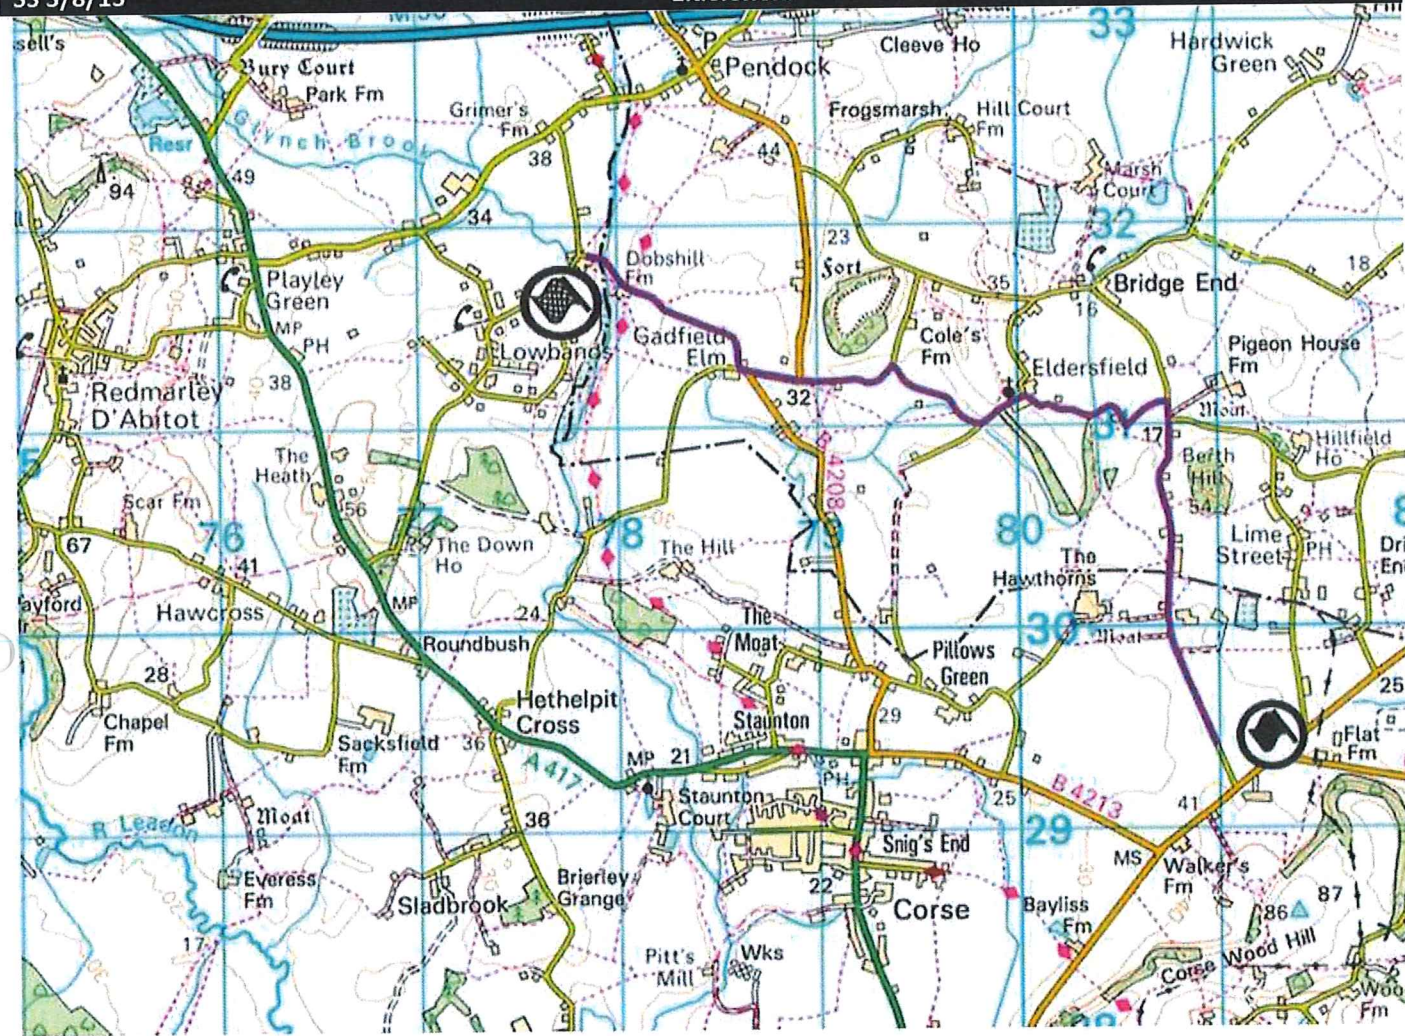 33
Cleeve Ho
Hardwick
Green
P
Pendock
Bury Court
Park Fm
Grimer's
Fm
Frogsmarsh
Hill Court
Fm
Glynch Brook
Resr
38
44
49
94
34
Marsh
Court
32
23
Dobshill
Fm
Fort
35
Bridge End
18
16
Playley
Green
MP
PH
Lowbands
Gadfield
Elm
Cole's
Fm
Pigeon House
Fm
Eldersfield
Redmarley
D'Abitot
38
32
Moat
31
17
Hillfield
Ho
The
Heath
Berth
Hill
B4208
Scar Fm
56
54
76
77
78
79
80
Lime
Street
PH
67
41
The Down
Ho
The Hill
The
Hawthorns
Hawcross
MP
24
The
Moat
30
Moat
Roundbush
Pillows
Green
28
Chapel
Fm
Hethelpit
Cross
Staunton
29
25
Sacksfield
Fm
36
A417
MP
21
PH
Flat
Fm
Staunton
Court
25
B4213
41
Moat
R Leadon
36
Snig's End
29
MS
Walker's
Fm
Everess
Fm
Brierley
Grange
22
Sladbrook
Corse
Bayliss
Fm
86
87
17
Pitt's
Mill
Wks
Corse Wood Hill